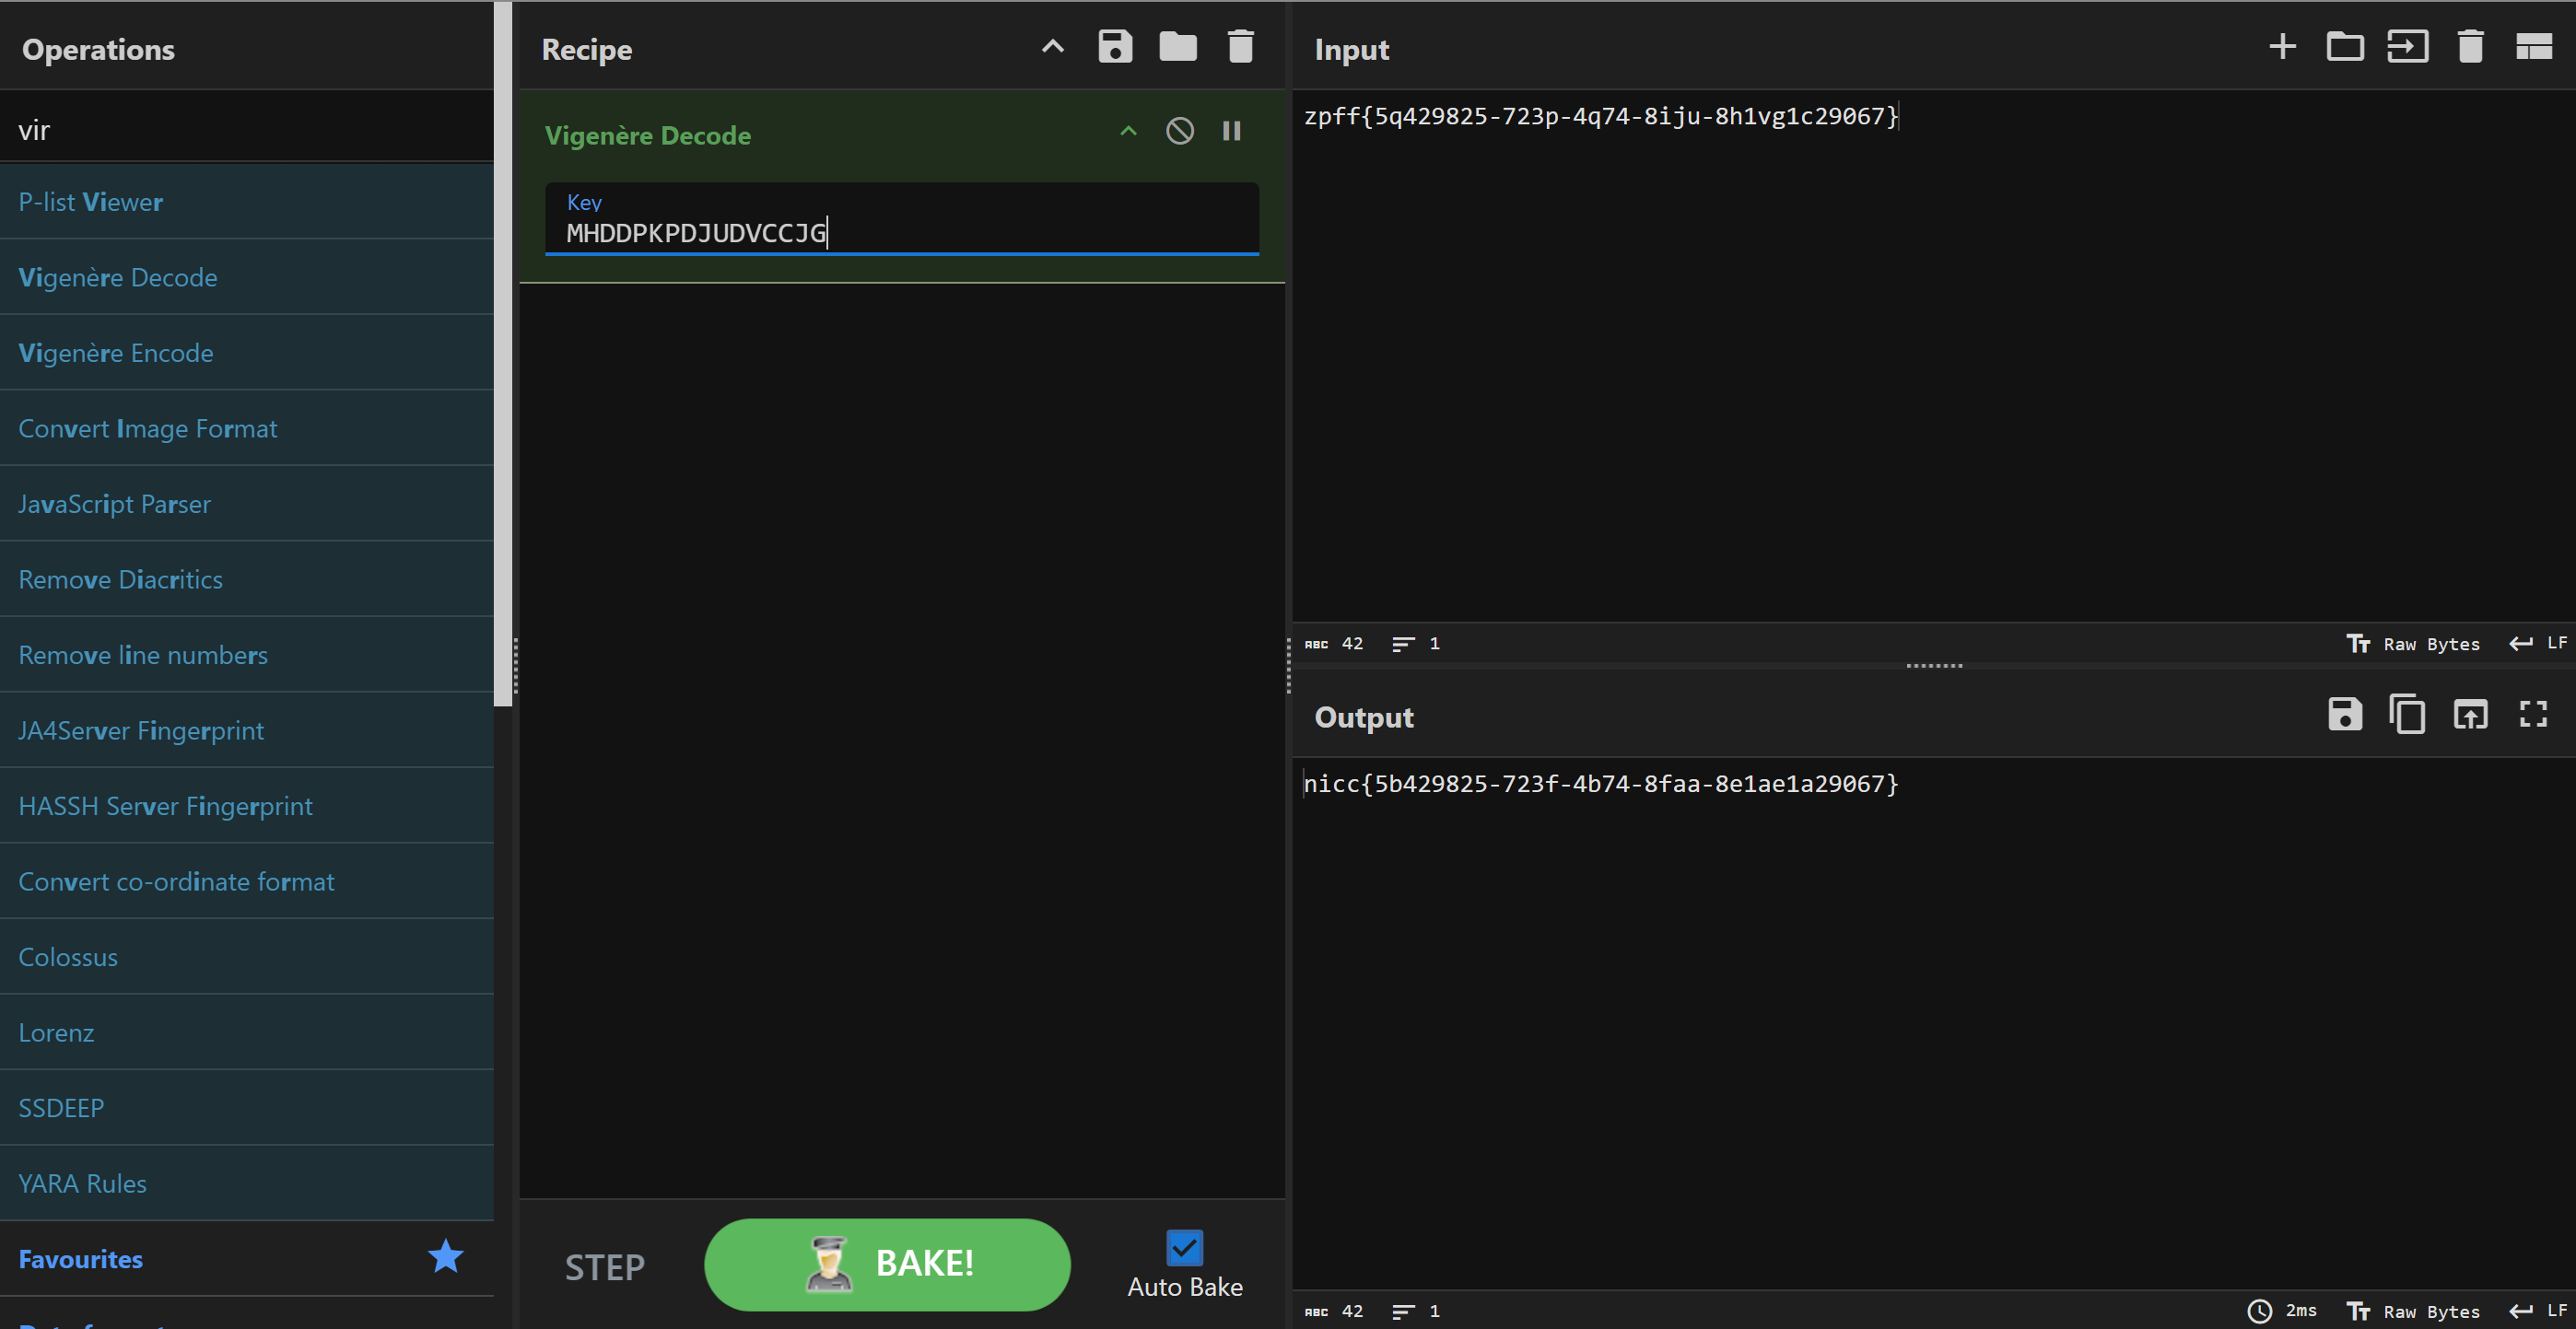 Operations
vir
P-list Viewer
Vigenère Decode
Vigenère Encode
Convert Image Format
JavaScript Parser
Remove Diacritics
Remove line numbers
JA4Server Fingerprint
HASSH Server Fingerprint
Convert co-ordinate format
Colossus
Lorenz
SSDEEP
YARA Rules
Favourites
Recipe
Vigenère Decode
Key
MHDDPKPDJUDVCCJG
STEP
BAKE!
Auto Bake
Input
zpff{5q429825-723p-4q74-8iju-8h1vg1c29067}
ABC 42 1
Tт Raw Bytes LF
Output
nicc{5b429825-723f-4b74-8faa-8e1ae1a29067}
ABC 42 1
2ms Tт Raw Bytes LF